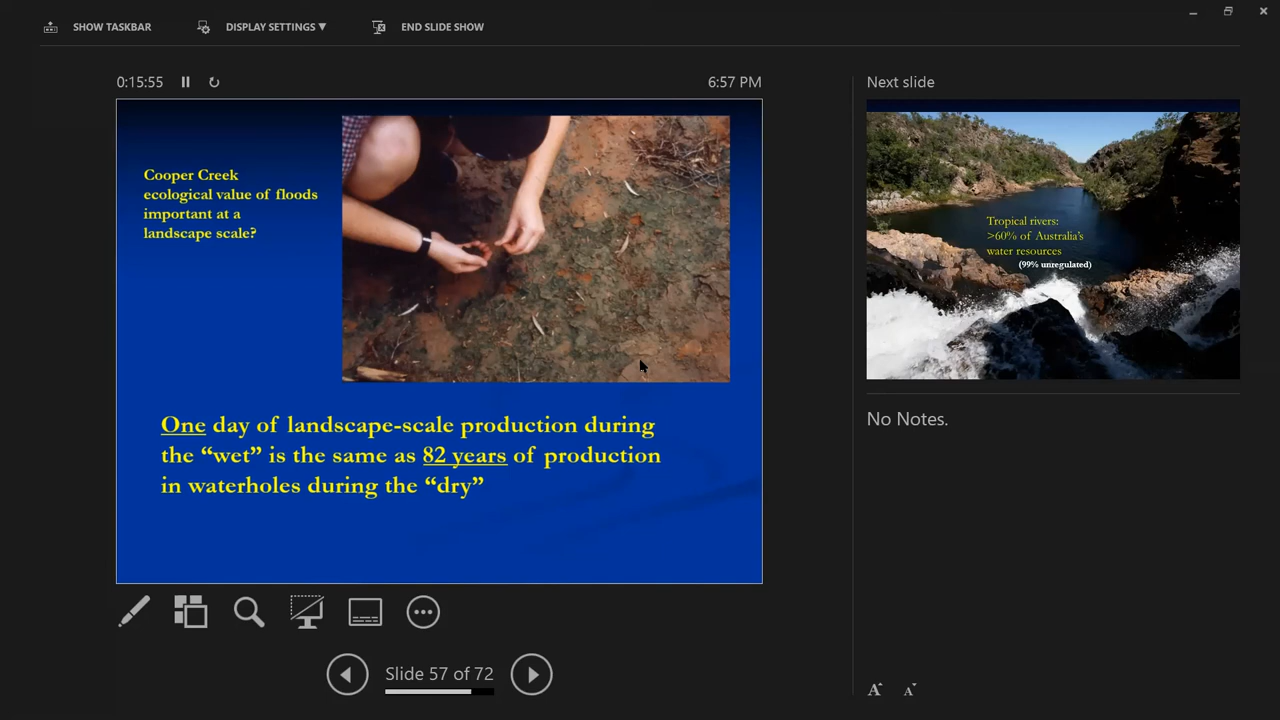 SHOW TASKBAR
DISPLAY SETTINGS ▼
END SLIDE SHOW
0:15:55
6:57 PM
Next slide
Cooper Creek
ecological value of floods
important at a
landscape scale?
One day of landscape-scale production during
the “wet” is the same as 82 years of production
in waterholes during the “dry”
Tropical rivers:
>60% of Australia’s
water resources
(99% unregulated)
No Notes.
Slide 57 of 72
A A